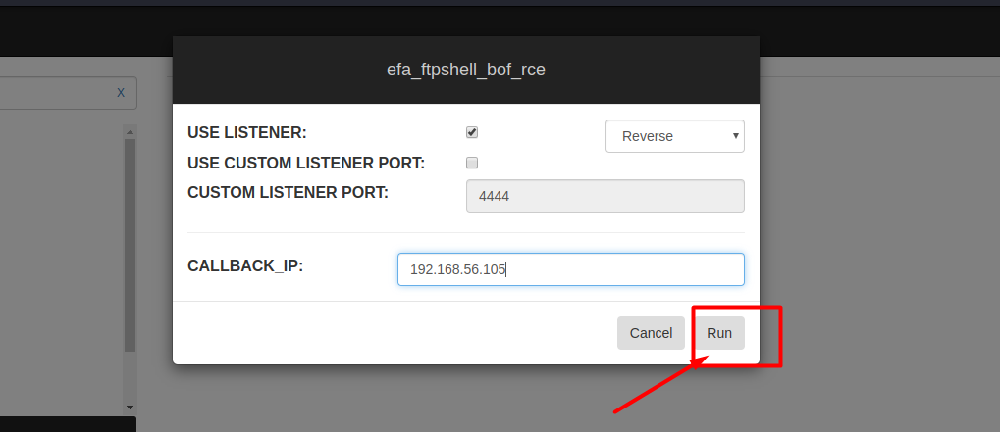 efa_ftpshell_bof_rce
X
USE LISTENER:
Reverse
USE CUSTOM LISTENER PORT:
CUSTOM LISTENER PORT:
4444
CALLBACK_IP:
192.168.56.105
Cancel
Run